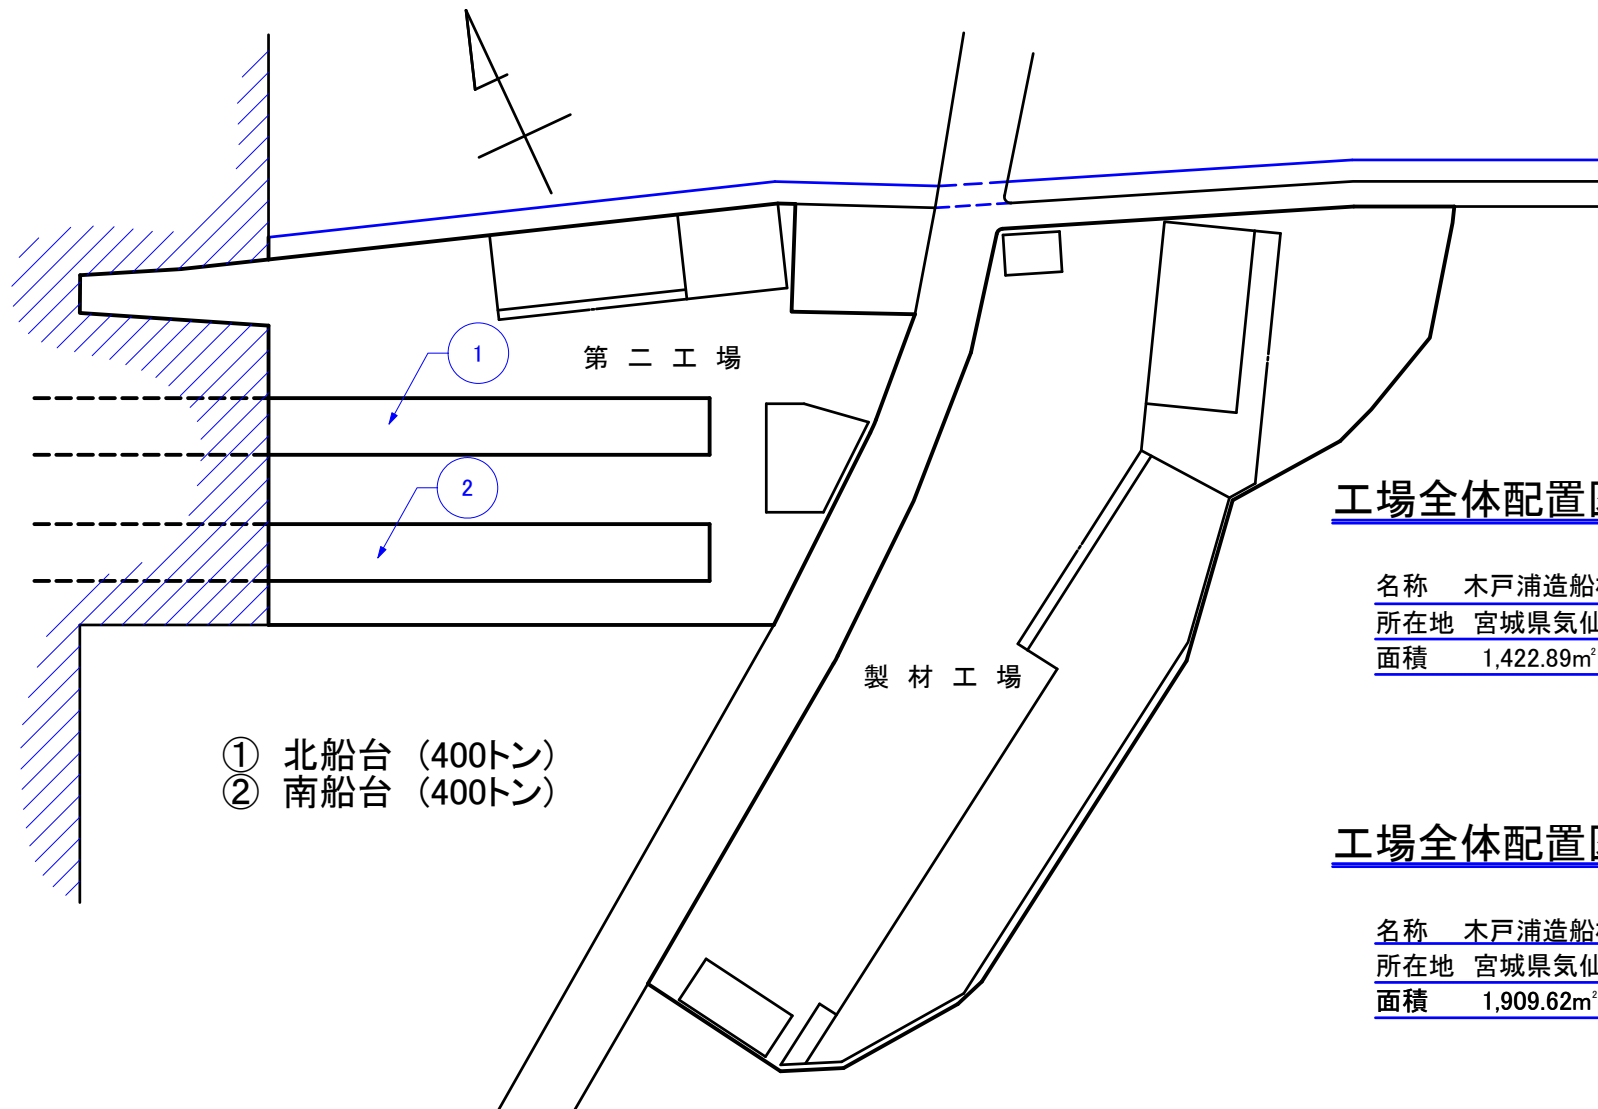 1
第二工場
2
工場全体配置
名称 木戸浦造船
所在地 宮城県気仙
面積 1,422.89㎡
製材工場
① 北船台 （400トン）
② 南船台 （400トン）
工場全体配置
名称 木戸浦造船
所在地 宮城県気仙
面積 1,909.62㎡